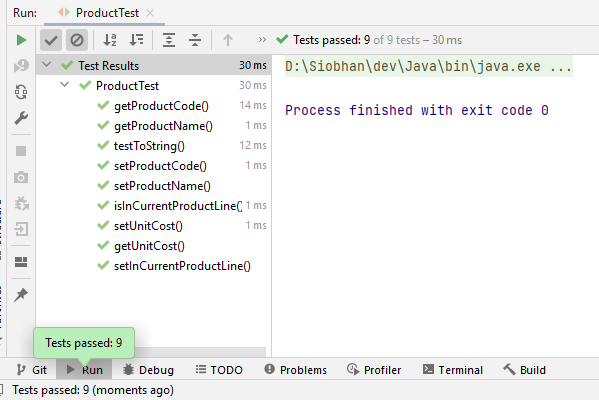 Run: ProductTest
Tests passed: 9 of 9 tests – 30 ms
Test Results 30 ms
ProductTest 30 ms
getProductCode() 14 ms
getProductName() 1 ms
testToString() 12 ms
setProductCode() 1 ms
setProductName()
isInCurrentProductLine() 1 ms
setUnitCost() 1 ms
getUnitCost()
setInCurrentProductLine()
D:\Siobhan\dev\Java\bin\java.exe ...
Process finished with exit code 0
Tests passed: 9
Git Run Debug TODO Problems Profiler Terminal Build
Tests passed: 9 (moments ago)